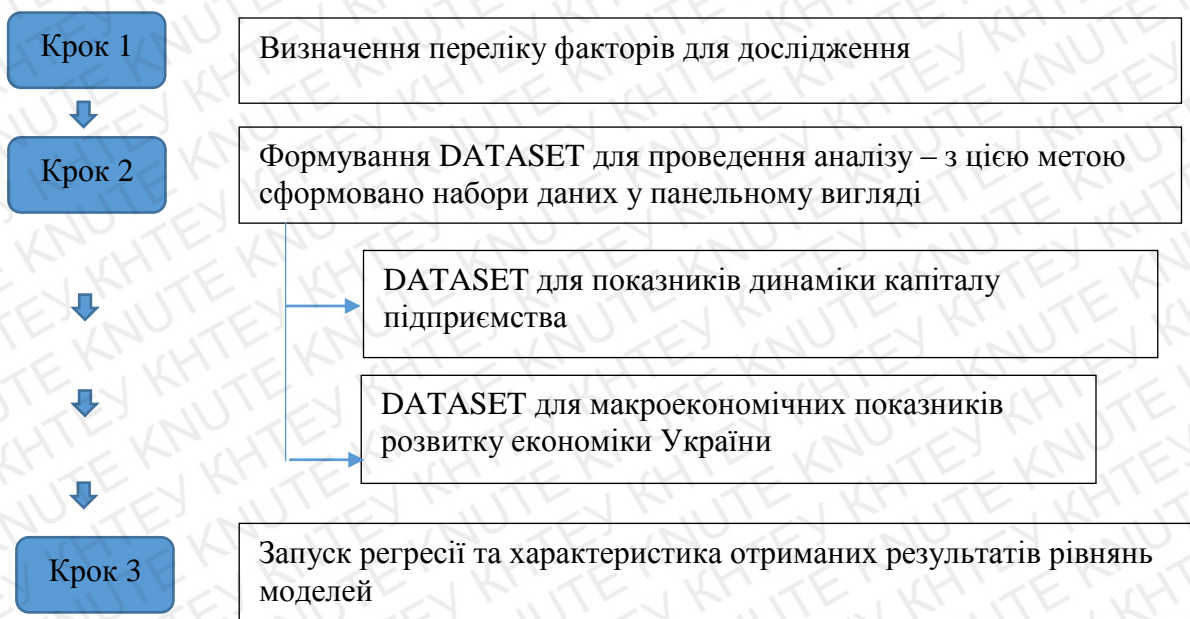 Крок 1
Визначення переліку факторів для дослідження
Крок 2
Формування DATASET для проведення аналізу – з цією метою
сформовано набори даних у панельному вигляді
DATASET для показників динаміки капіталу
підприємства
DATASET для макроекономічних показників
розвитку економіки України
Крок 3
Запуск регресії та характеристика отриманих результатів рівнянь
моделей